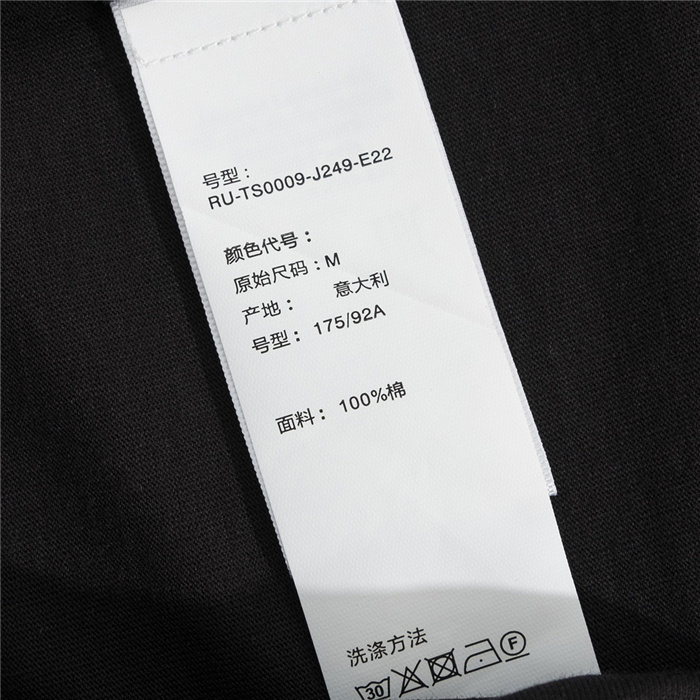 号型：
RU-TS0009-J249-E22
颜色代号：
原始尺码：M
产地： 意大利
号型：175/92A
面料：100%棉
洗涤方法
30 F